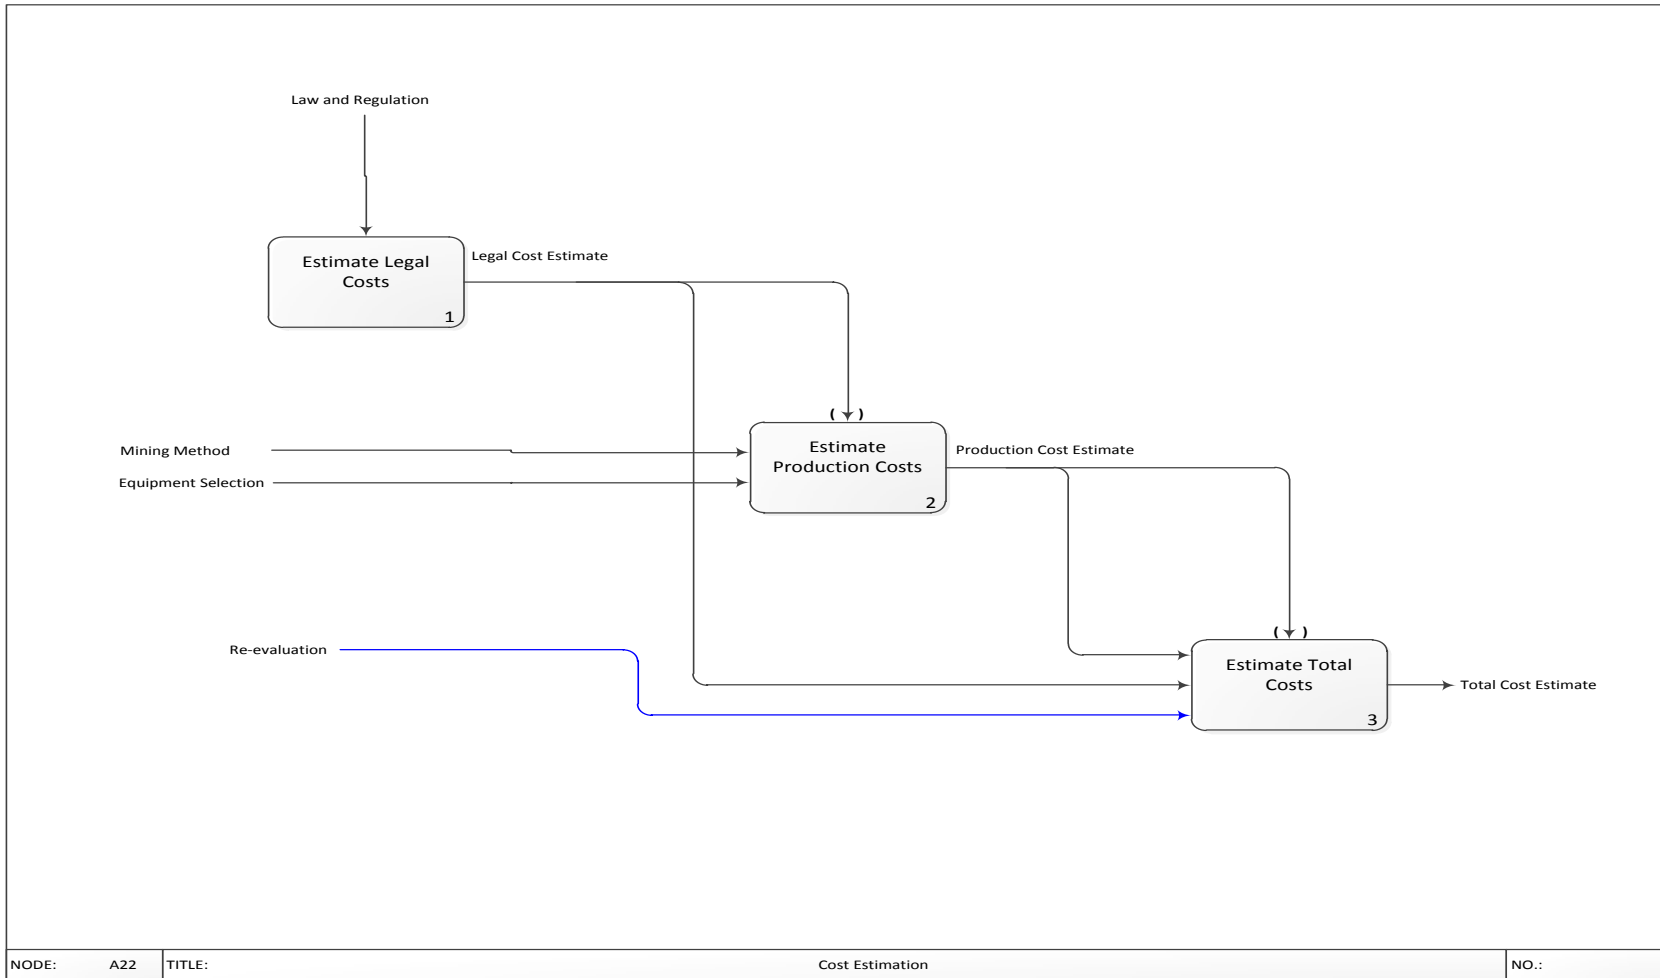 Law and Regulation
Estimate Legal
Costs
1
Legal Cost Estimate
( )
Mining Method
Equipment Selection
Estimate
Production Costs
2
Production Cost Estimate
Re-evaluation
( )
Estimate Total
Costs
3
Total Cost Estimate
NODE: A22 TITLE: Cost Estimation NO.: